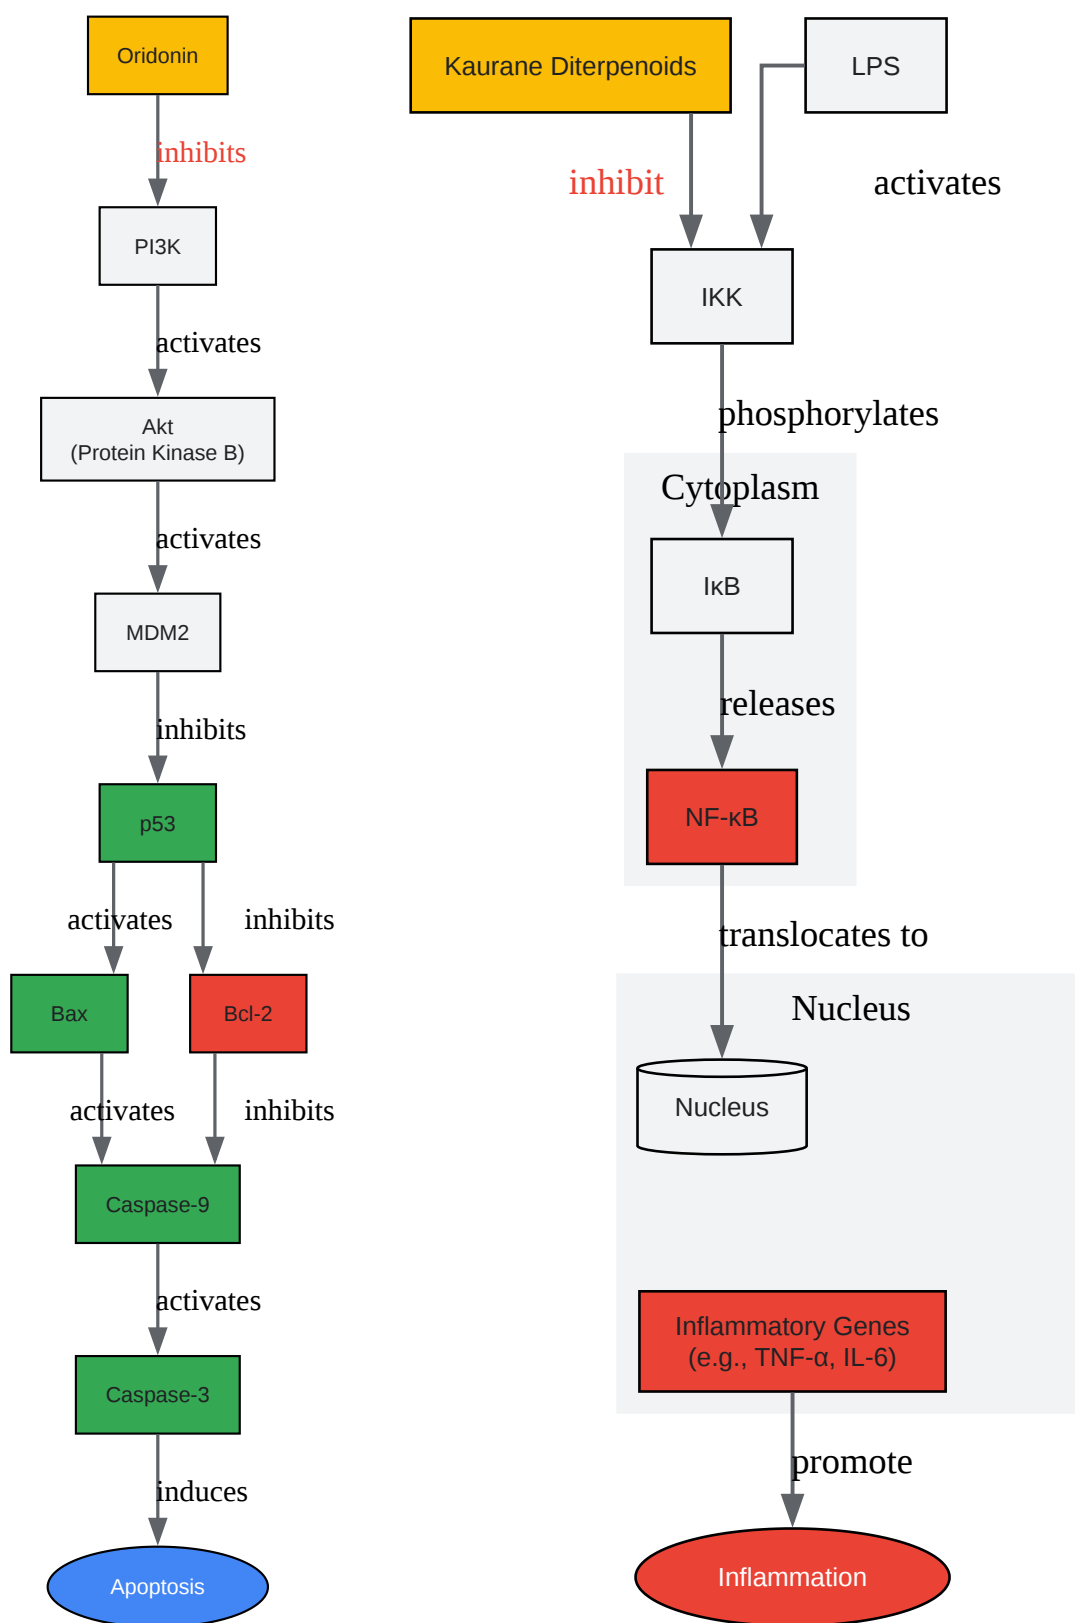 Oridonin
inhibits
PI3K
activates
Akt
(Protein Kinase B)
activates
MDM2
inhibits
p53
activates
inhibits
Bax
Bcl-2
activates
inhibits
Caspase-9
activates
Caspase-3
induces
Apoptosis
Kaurane Diterpenoids
LPS
inhibit
activates
IKK
phosphorylates
Cytoplasm
IκB
releases
NF-κB
translocates to
Nucleus
Nucleus
Inflammatory Genes
(e.g., TNF-α, IL-6)
promote
Inflammation